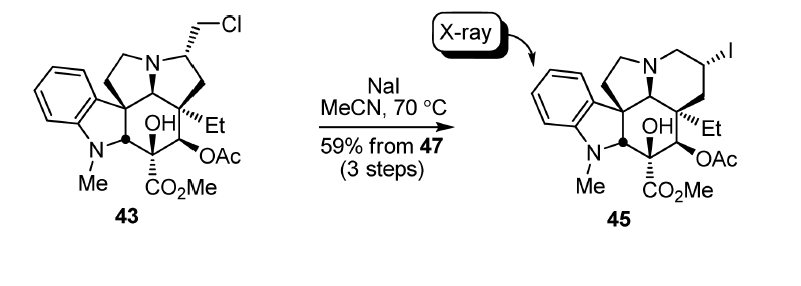 Cl
X-ray
I
N
N
NaI
MeCN, 70 °C
OH
Et
OH
Et
59% from 47
N
OAc
N
OAc
(3 steps)
Me
CO₂Me
Me
CO₂Me
43
45